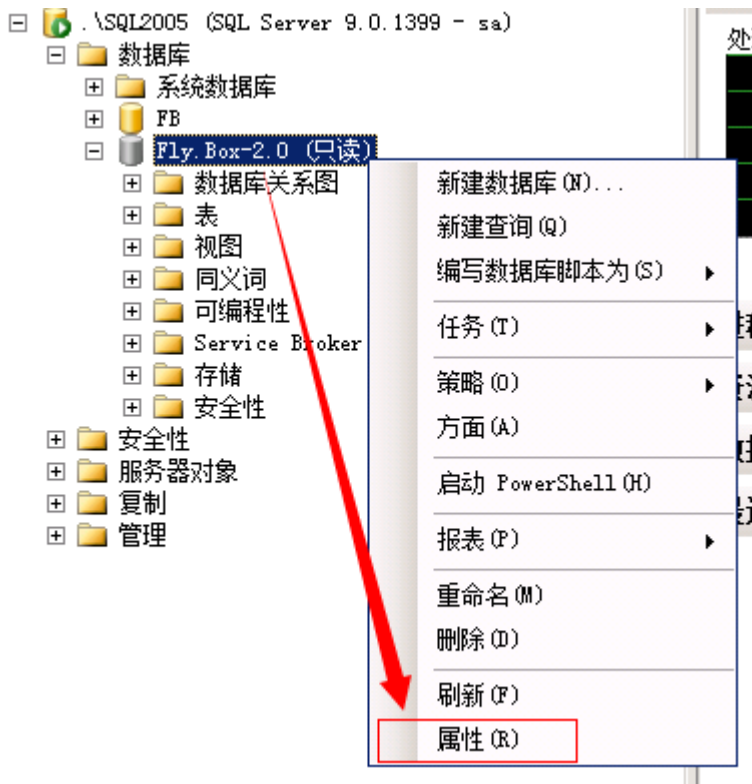 .\SQL2005 (SQL Server 9.0.1399 - sa)
数据库
系统数据库
FB
Fly.Box-2.0 (只读)
数据库关系图
表
视图
同义词
可编程性
Service Broker
存储
安全性
安全性
服务器对象
复制
管理
处
新建数据库(N)...
新建查询(Q)
编写数据库脚本为(S)
任务(T)
策略(O)
方面(A)
启动 PowerShell(H)
报表(P)
重命名(M)
删除(D)
刷新(F)
属性(R)